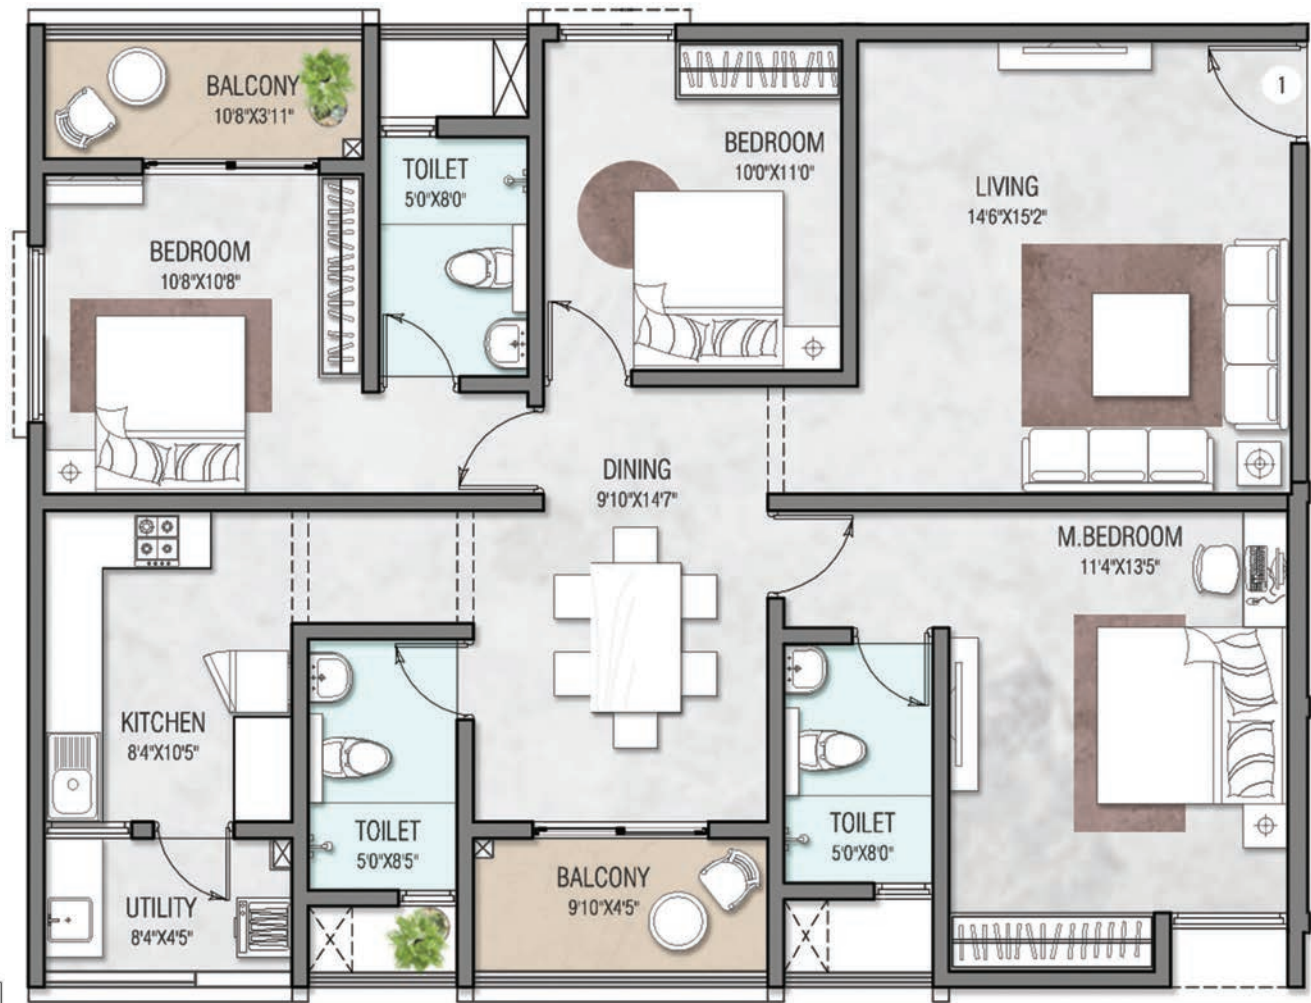 BALCONY
10'8"X3'11"
TOILET
5'0"X8'0"
BEDROOM
10'0"X11'0"
1
LIVING
14'6"X15'2"
BEDROOM
10'8"X10'8"
DINING
9'10"X14'7"
M.BEDROOM
11'4"X13'5"
KITCHEN
8'4"X10'5"
TOILET
5'0"X8'5"
TOILET
5'0"X8'0"
BALCONY
9'10"X4'5"
UTILITY
8'4"X4'5"